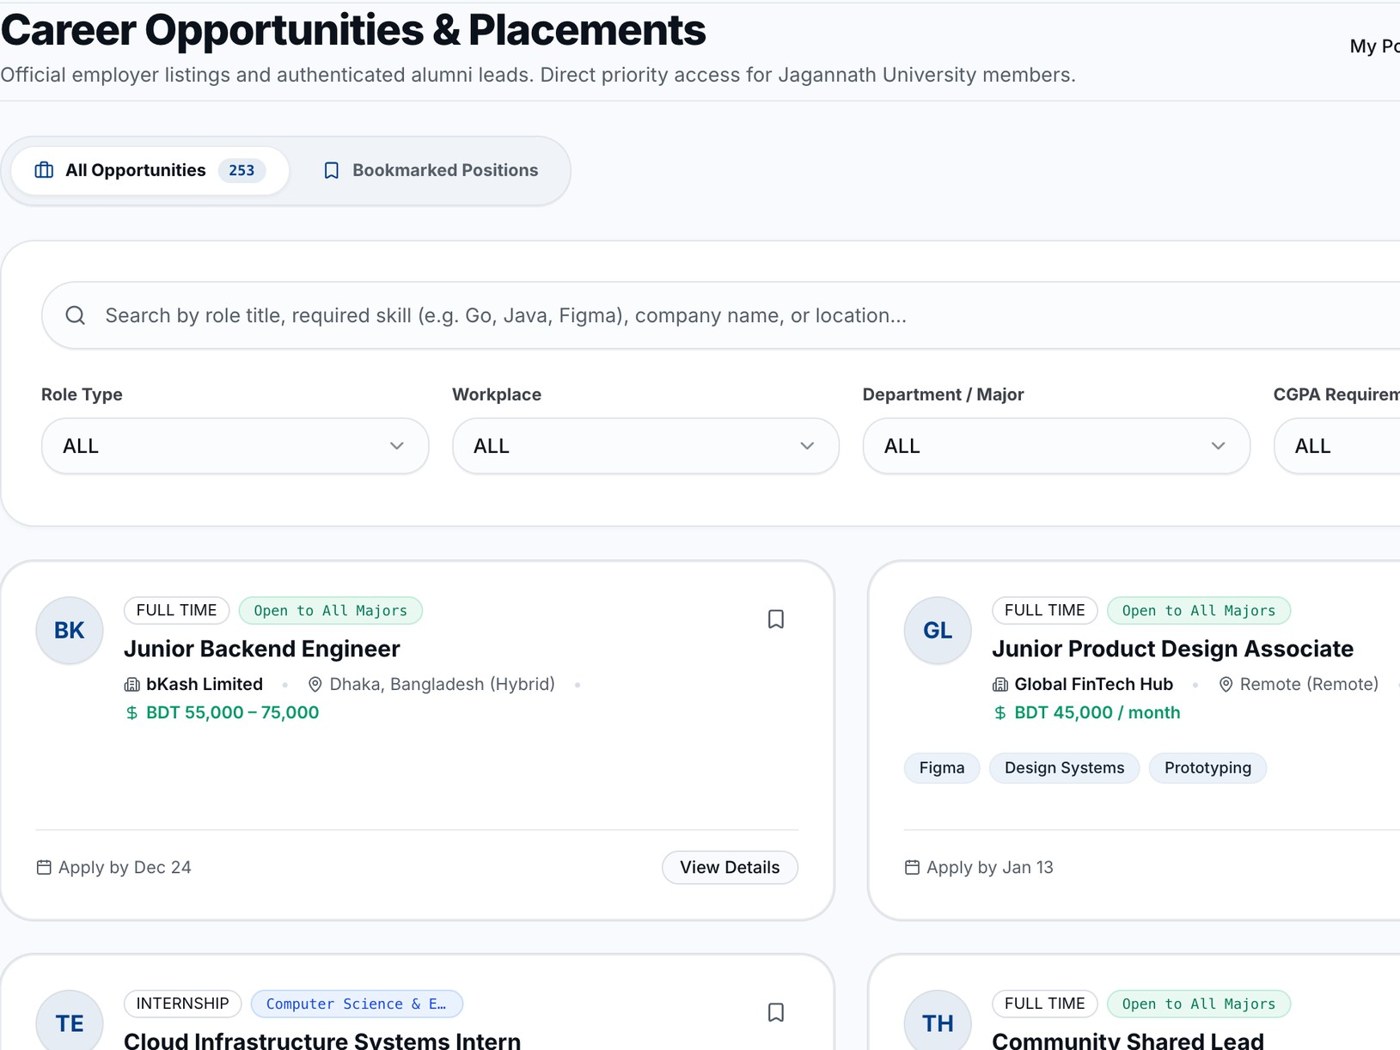 Career Opportunities & Placements
My Po
Official employer listings and authenticated alumni leads. Direct priority access for Jagannath University members.
All Opportunities 253
Bookmarked Positions
Search by role title, required skill (e.g. Go, Java, Figma), company name, or location...
Role Type
Workplace
Department / Major
CGPA Requirem
ALL
ALL
ALL
ALL
BK
FULL TIME
Open to All Majors
Junior Backend Engineer
bKash Limited • Dhaka, Bangladesh (Hybrid) •
$ BDT 55,000 – 75,000
Apply by Dec 24
View Details
GL
FULL TIME
Open to All Majors
Junior Product Design Associate
Global FinTech Hub • Remote (Remote)
$ BDT 45,000 / month
Figma
Design Systems
Prototyping
Apply by Jan 13
TE
INTERNSHIP
Computer Science & E…
Cloud Infrastructure Systems Intern
TH
FULL TIME
Open to All Majors
Community Shared Lead